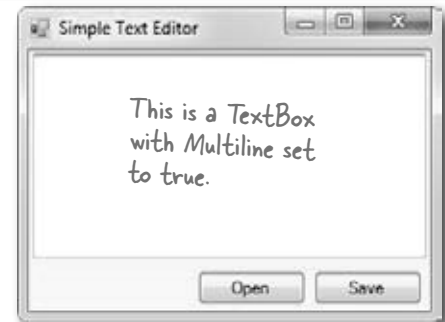 Simple Text Editor
This is a TextBox
with Multiline set
to true.
Open Save